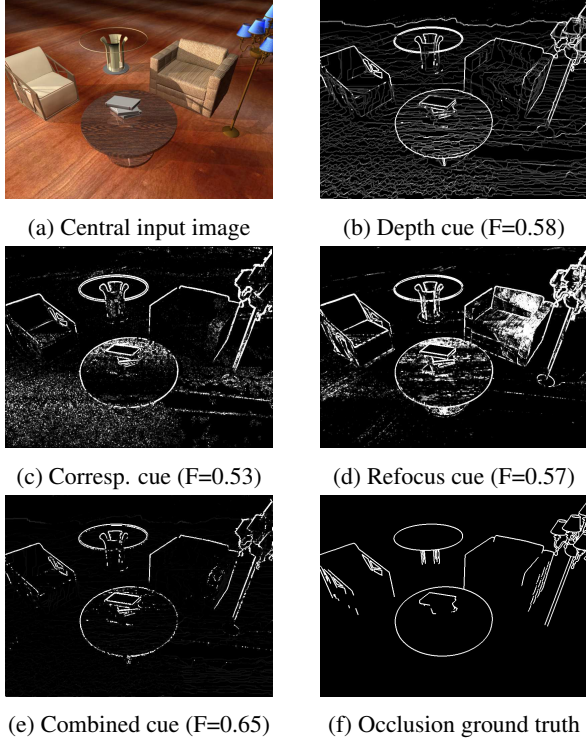 (a) Central input image
(b) Depth cue (F=0.58)
(c) Corresp. cue (F=0.53)
(d) Refocus cue (F=0.57)
(e) Combined cue (F=0.65)
(f) Occlusion ground truth